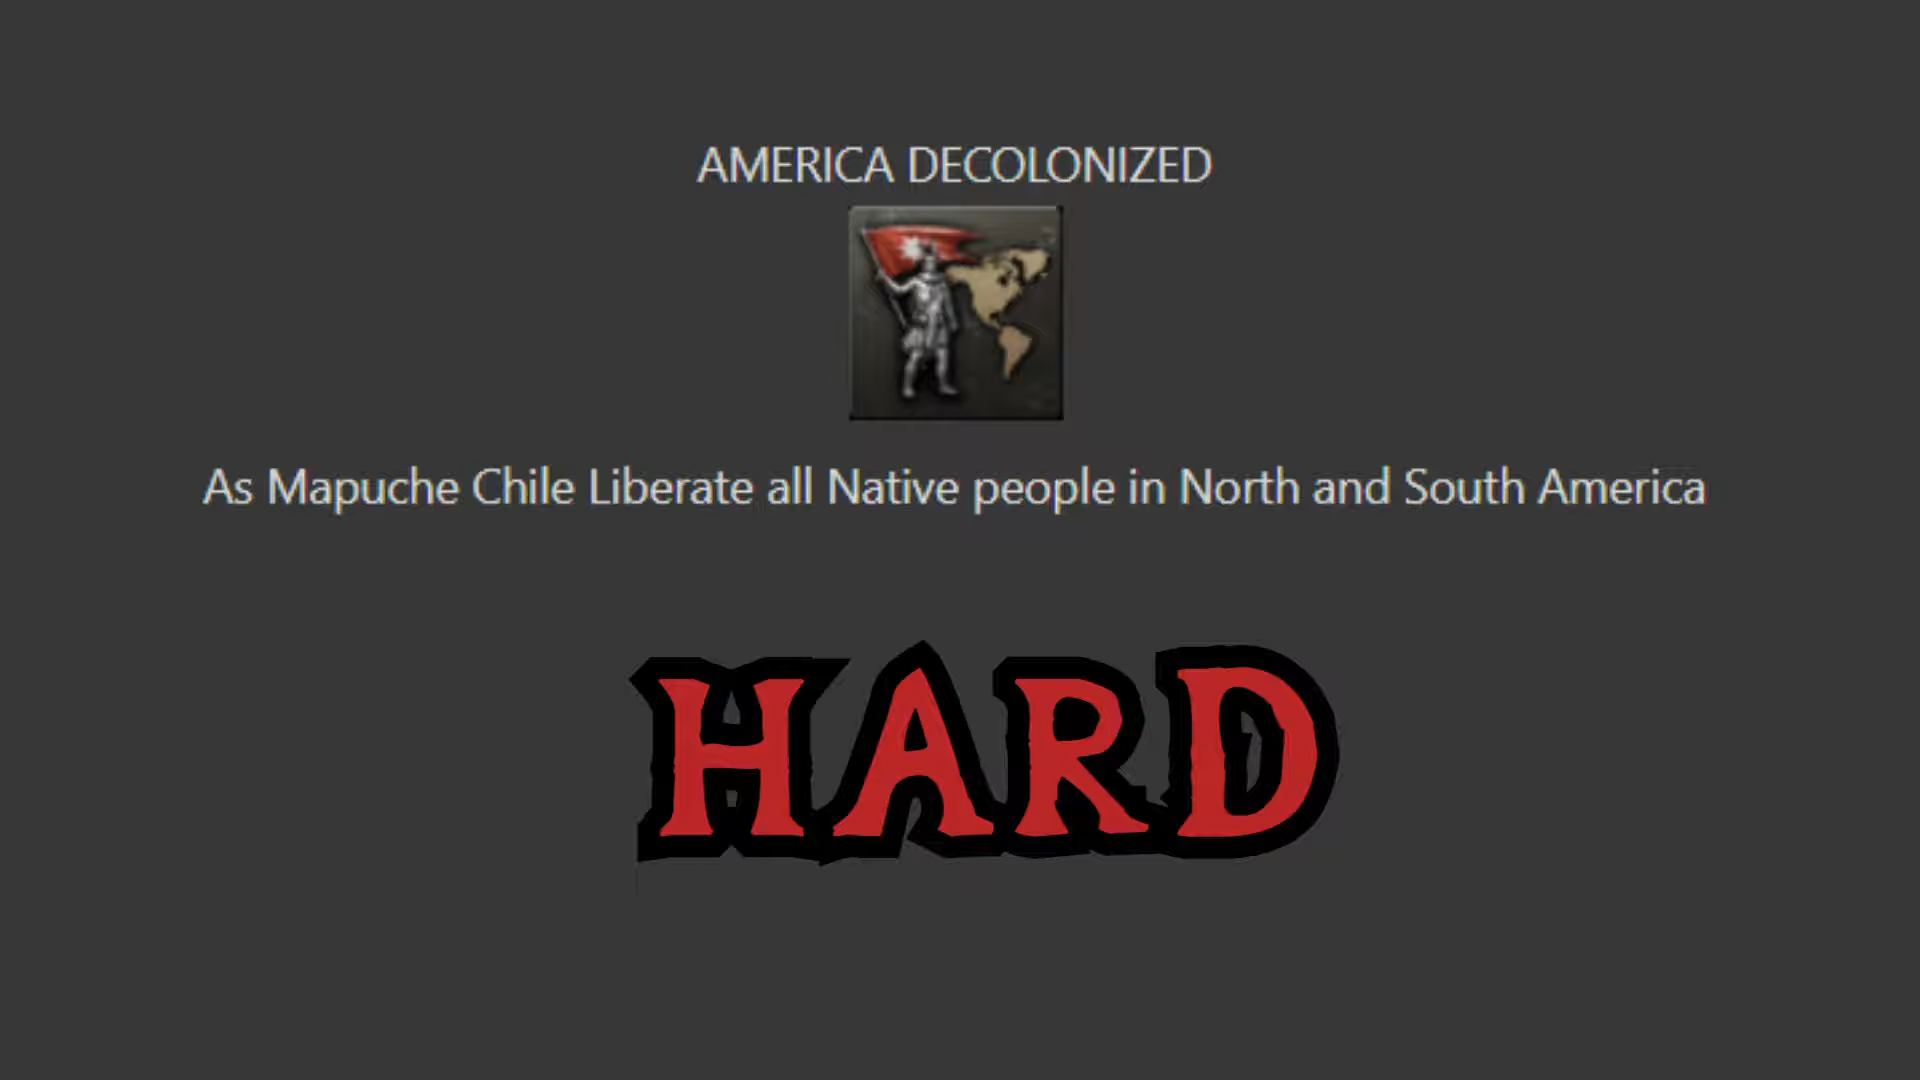 AMERICA DECOLONIZED
As Mapuche Chile Liberate all Native people in North and South America
HARD